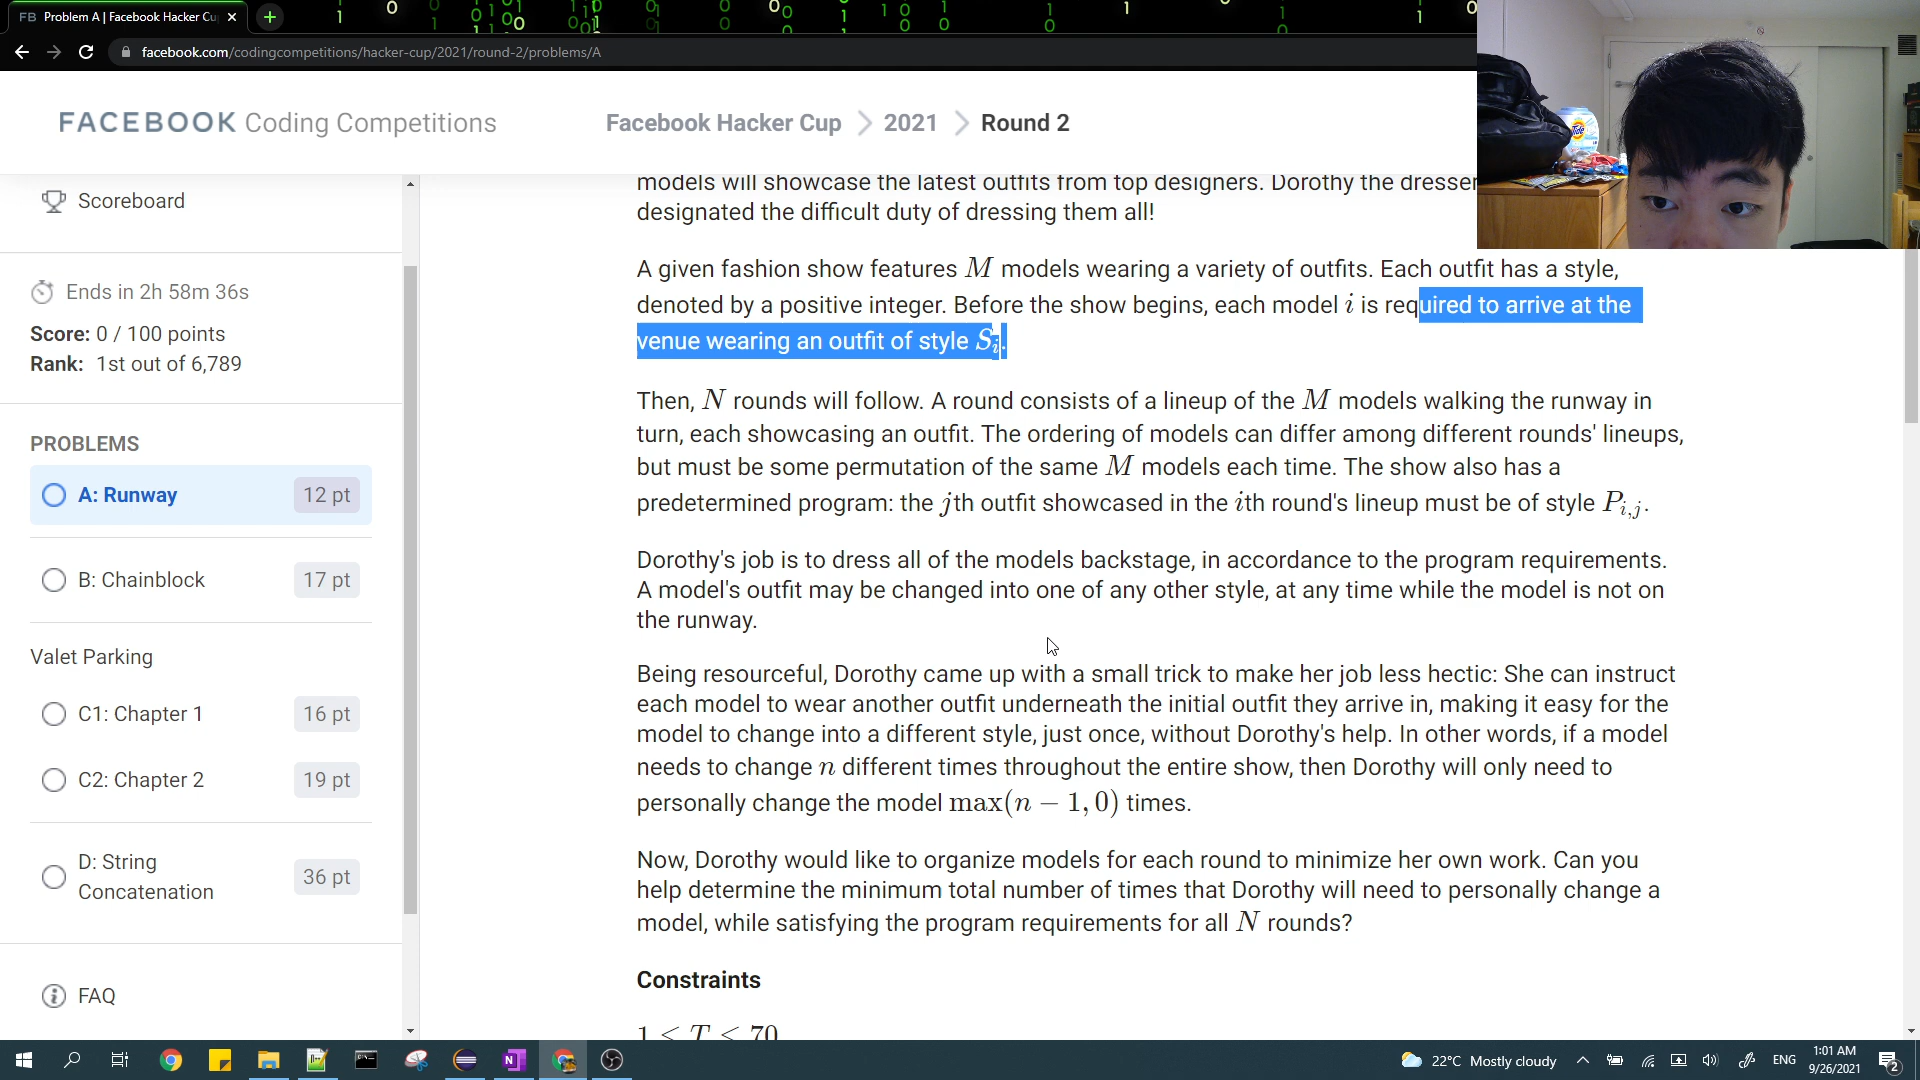 FB Problem A | Facebook Hacker Cu
facebook.com/codingcompetitions/hacker-cup/2021/round-2/problems/A
FACEBOOK Coding Competitions
Facebook Hacker Cup 2021 Round 2
Scoreboard
Ends in 2h 58m 36s
Score: 0 / 100 points
Rank: 1st out of 6,789
PROBLEMS
A: Runway 12 pt
B: Chainblock 17 pt
Valet Parking
C1: Chapter 1 16 pt
C2: Chapter 2 19 pt
D: String
Concatenation 36 pt
FAQ
models will showcase the latest outfits from top designers. Dorothy the dresser
designated the difficult duty of dressing them all!
A given fashion show features M models wearing a variety of outfits. Each outfit has a style,
denoted by a positive integer. Before the show begins, each model i is required to arrive at the
venue wearing an outfit of style Si.
Then, N rounds will follow. A round consists of a lineup of the M models walking the runway in
turn, each showcasing an outfit. The ordering of models can differ among different rounds' lineups,
but must be some permutation of the same M models each time. The show also has a
predetermined program: the jth outfit showcased in the ith round's lineup must be of style Pi,j.
Dorothy's job is to dress all of the models backstage, in accordance to the program requirements.
A model's outfit may be changed into one of any other style, at any time while the model is not on
the runway.
Being resourceful, Dorothy came up with a small trick to make her job less hectic: She can instruct
each model to wear another outfit underneath the initial outfit they arrive in, making it easy for the
model to change into a different style, just once, without Dorothy's help. In other words, if a model
needs to change n different times throughout the entire show, then Dorothy will only need to
personally change the model max(n − 1, 0) times.
Now, Dorothy would like to organize models for each round to minimize her own work. Can you
help determine the minimum total number of times that Dorothy will need to personally change a
model, while satisfying the program requirements for all N rounds?
Constraints
1 ≤ T ≤ 70
Tide
22°C Mostly cloudy
ENG
1:01 AM
9/26/2021
2